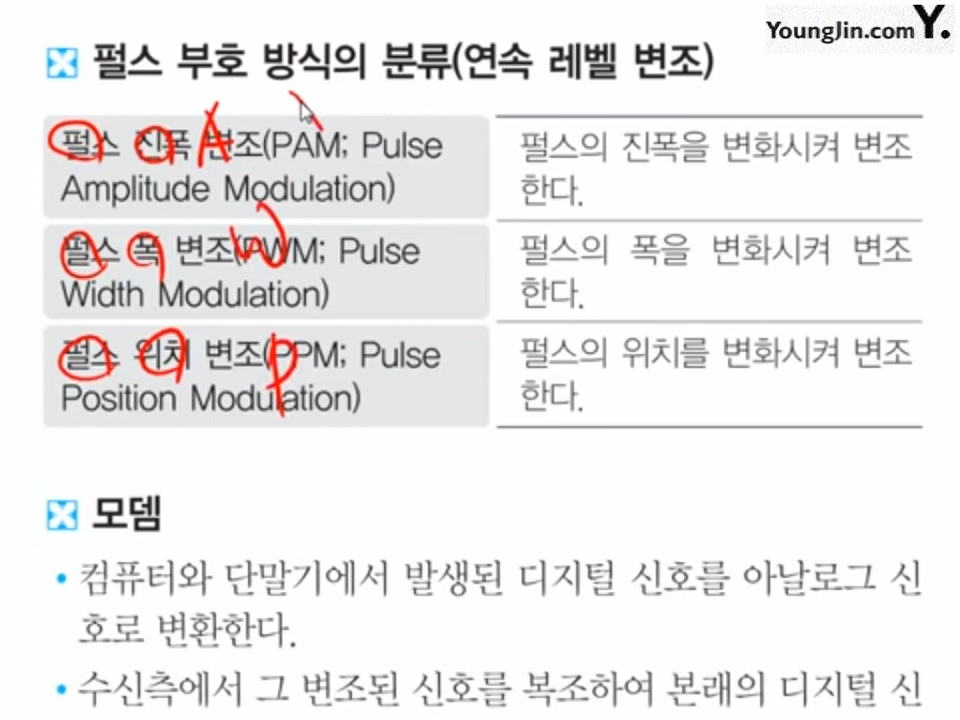 YoungJin.com Y.
펄스 부호 방식의 분류(연속 레벨 변조)
펄스 진폭 변조(PAM; Pulse
Amplitude Modulation)
펄스의 진폭을 변화시켜 변조
한다.
펄스 폭 변조(PWM; Pulse
Width Modulation)
펄스의 폭을 변화시켜 변조
한다.
펄스 위치 변조(PPM; Pulse
Position Modulation)
펄스의 위치를 변화시켜 변조
한다.
모뎀
• 컴퓨터와 단말기에서 발생된 디지털 신호를 아날로그 신
호로 변환한다.
• 수신측에서 그 변조된 신호를 복조하여 본래의 디지털 신